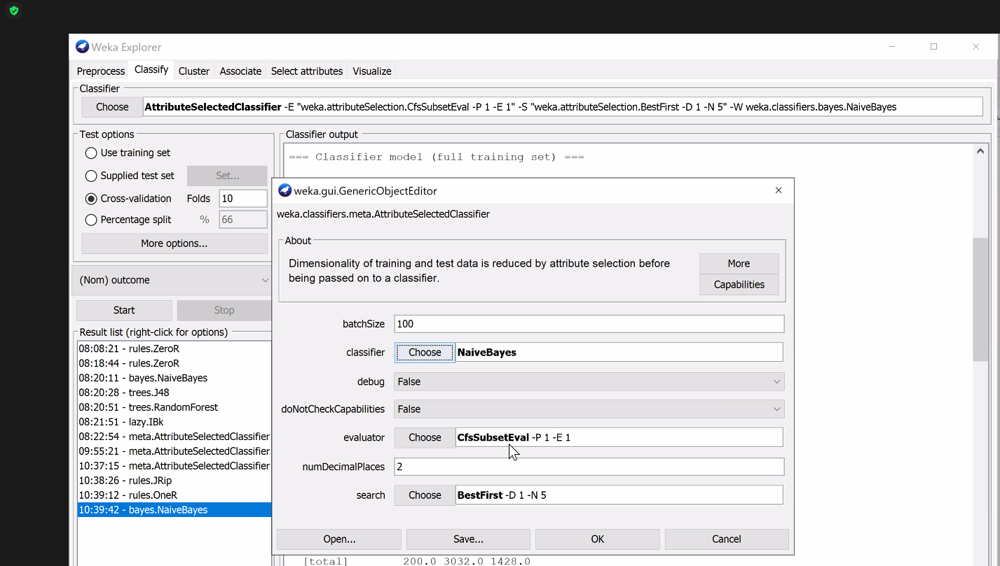 Weka Explorer
Preprocess Classify Cluster Associate Select attributes Visualize
Classifier
Choose AttributeSelectedClassifier -E "weka.attributeSelection.CfsSubsetEval -P 1 -E 1" -S "weka.attributeSelection.BestFirst -D 1 -N 5" -W weka.classifiers.bayes.NaiveBayes
Test options
Use training set
Supplied test set Set...
Cross-validation Folds 10
Percentage split % 66
More options...
(Nom) outcome
Start Stop
Result list (right-click for options)
08:08:21 - rules.ZeroR
08:18:44 - rules.ZeroR
08:20:11 - bayes.NaiveBayes
08:20:28 - trees.J48
08:20:51 - trees.RandomForest
08:21:51 - lazy.IBk
08:22:54 - meta.AttributeSelectedClassifier
09:55:21 - meta.AttributeSelectedClassifier
10:37:15 - meta.AttributeSelectedClassifier
10:38:26 - rules.JRip
10:39:12 - rules.OneR
10:39:42 - bayes.NaiveBayes
Classifier output
=== Classifier model (full training set) ===
weka.gui.GenericObjectEditor
weka.classifiers.meta.AttributeSelectedClassifier
About
Dimensionality of training and test data is reduced by attribute selection before
being passed on to a classifier.
More
Capabilities
batchSize 100
classifier Choose NaiveBayes
debug False
doNotCheckCapabilities False
evaluator Choose CfsSubsetEval -P 1 -E 1
numDecimalPlaces 2
search Choose BestFirst -D 1 -N 5
Open... Save... OK Cancel
[total] 200.0 3032.0 1428.0